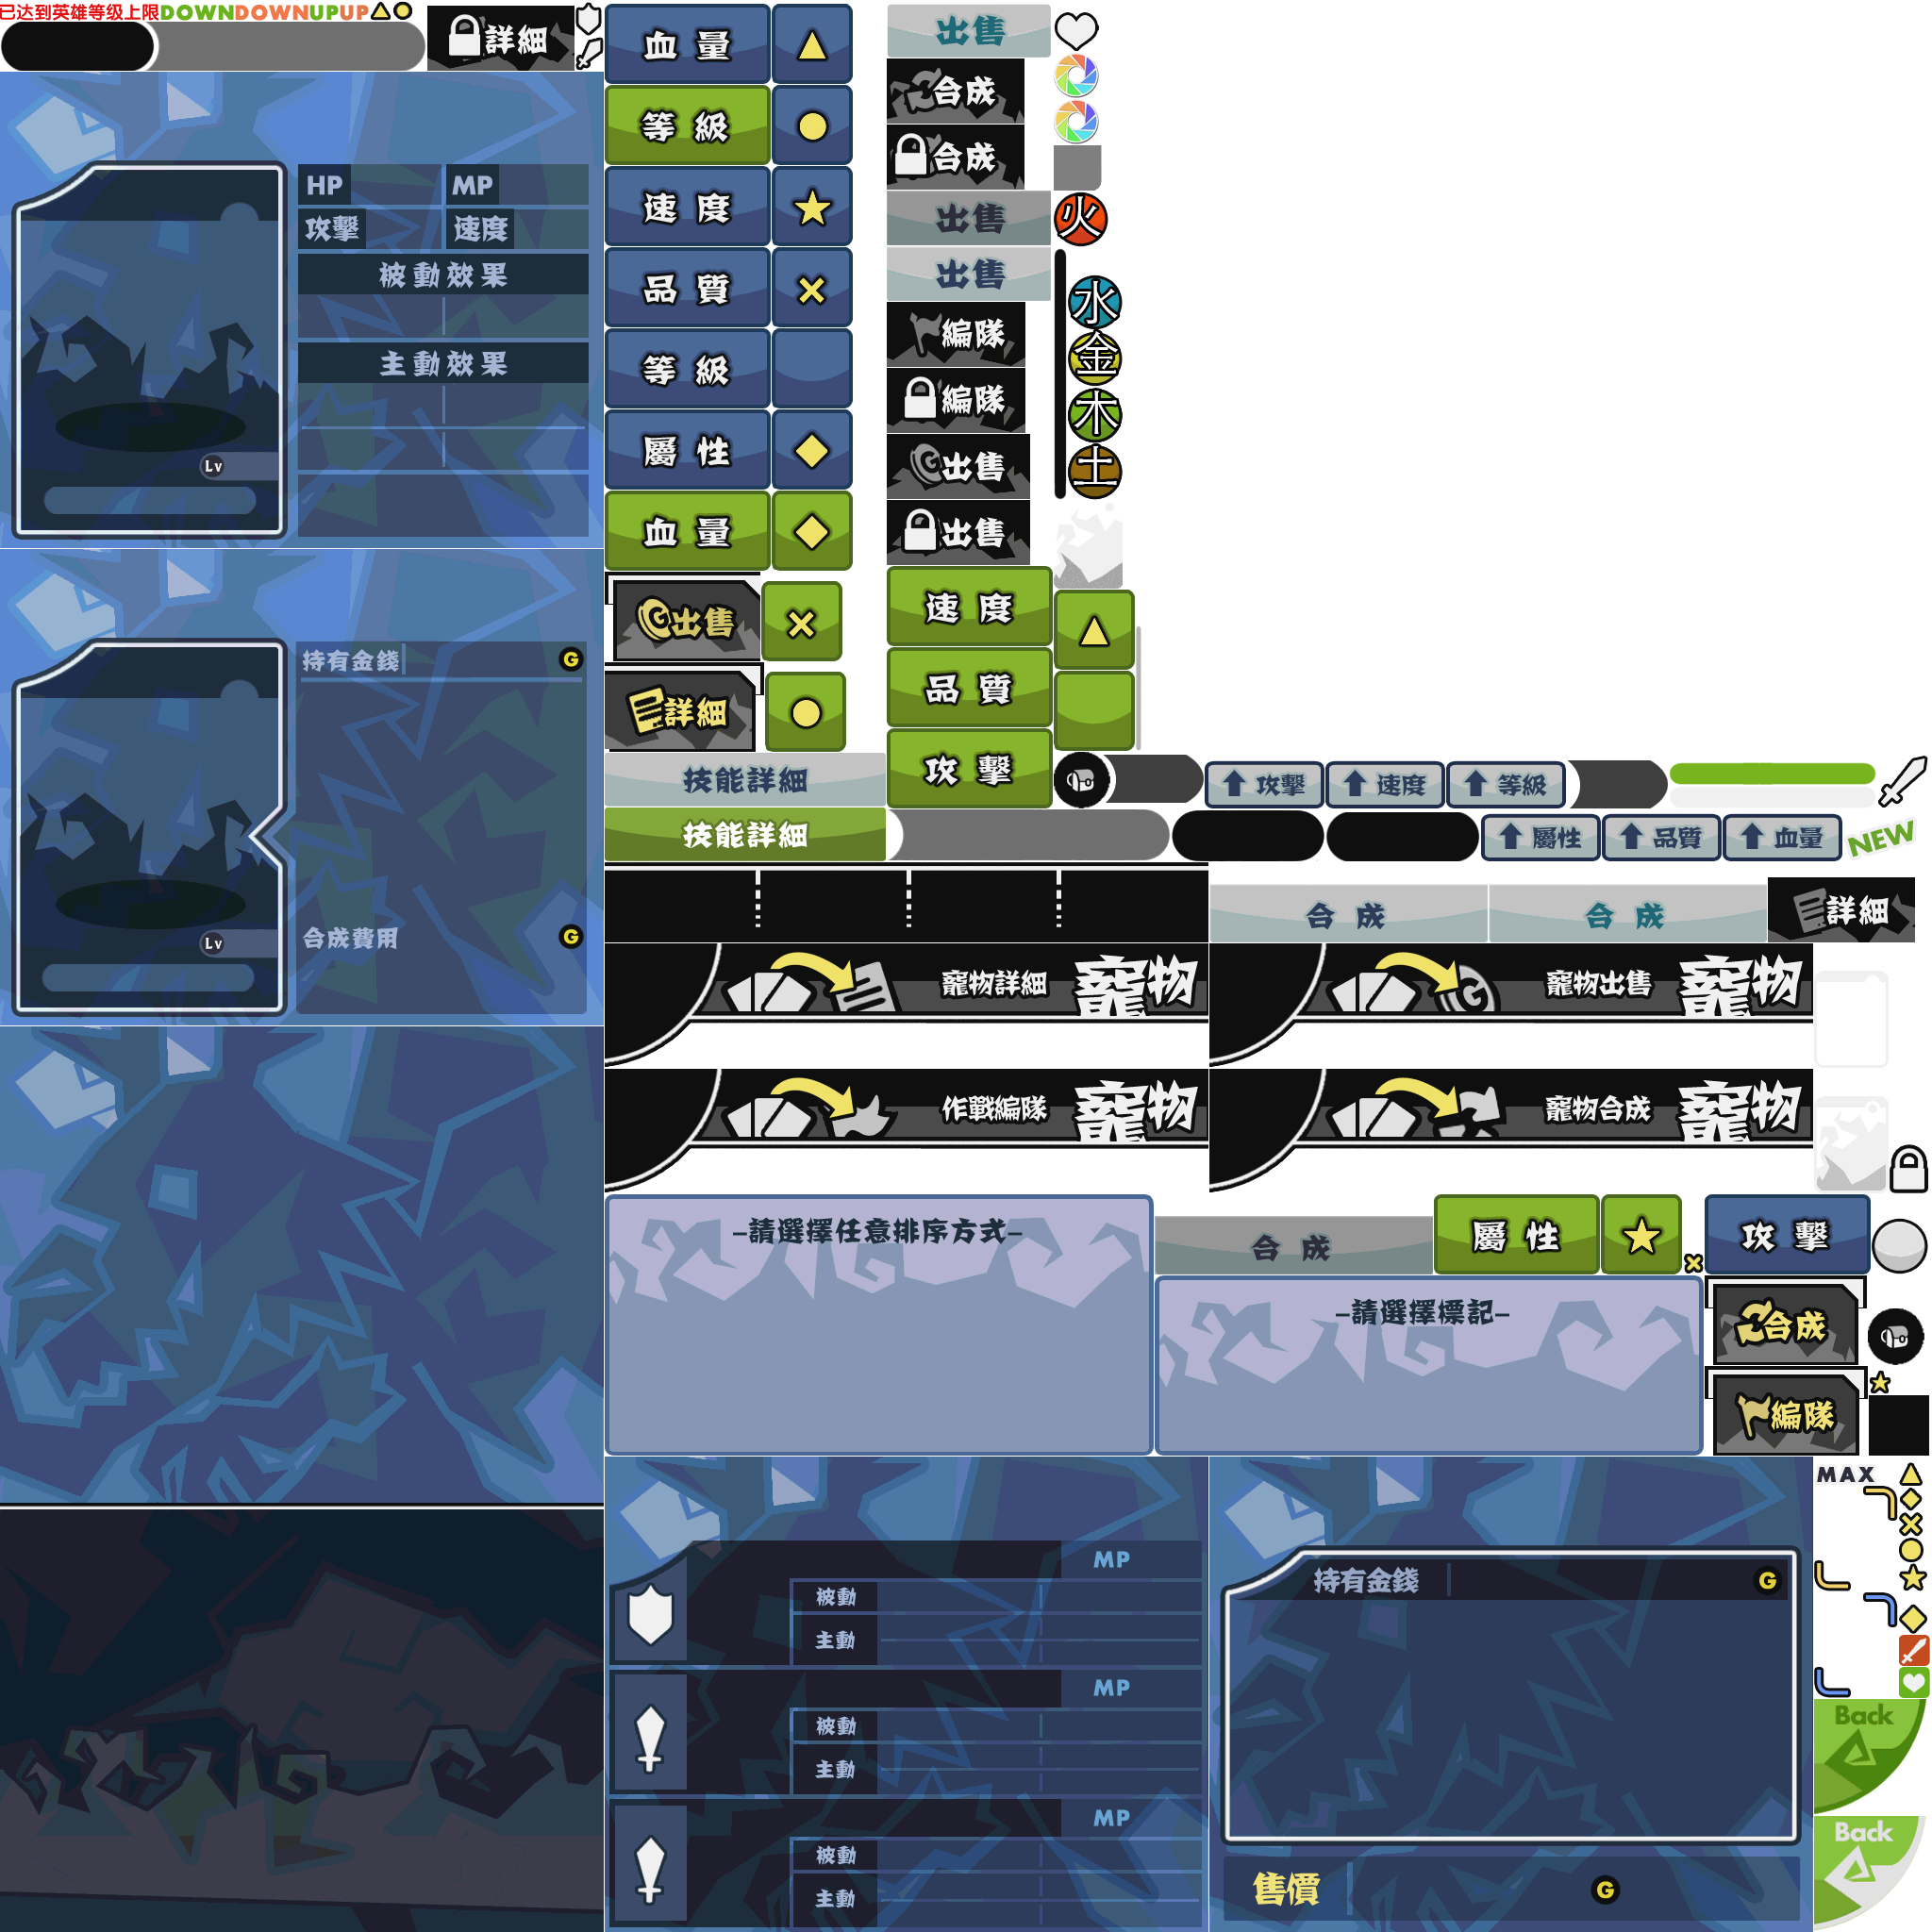 已达到英雄等级上限DOWNDOWNUPUP
詳細
HP
MP
攻擊
速度
被動效果
主動效果
Lv
持有金錢
G
Lv
合成費用
G
血量
等級
速度
品質
等級
屬性
血量
出售
詳細
技能詳細
技能詳細
出售
合成
合成
出售
出售
編隊
編隊
出售
出售
速度
品質
攻擊
火
水
金
木
土
攻擊
速度
等級
屬性
品質
血量
NEW
合成
合成
詳細
寵物詳細
寵物
寵物出售
寵物
作戰編隊
寵物
寵物合成
寵物
–請選擇任意排序方式–
合成
屬性
攻擊
–請選擇標記–
合成
編隊
MP
被動
主動
MP
被動
主動
MP
被動
主動
持有金錢
G
售價
G
MAX
Back
Back